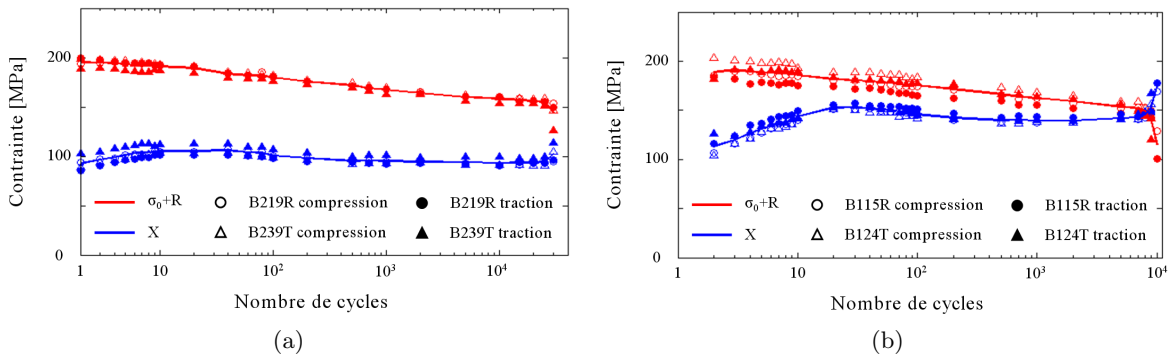 Contrainte [MPa]
200
100
0
σ₀+R
B219R compression
B219R traction
X
B239T compression
B239T traction
1
10
10²
10³
10⁴
Nombre de cycles
(a)
Contrainte [MPa]
200
100
0
σ₀+R
B115R compression
B115R traction
X
B124T compression
B124T traction
1
10
10²
10³
10⁴
Nombre de cycles
(b)